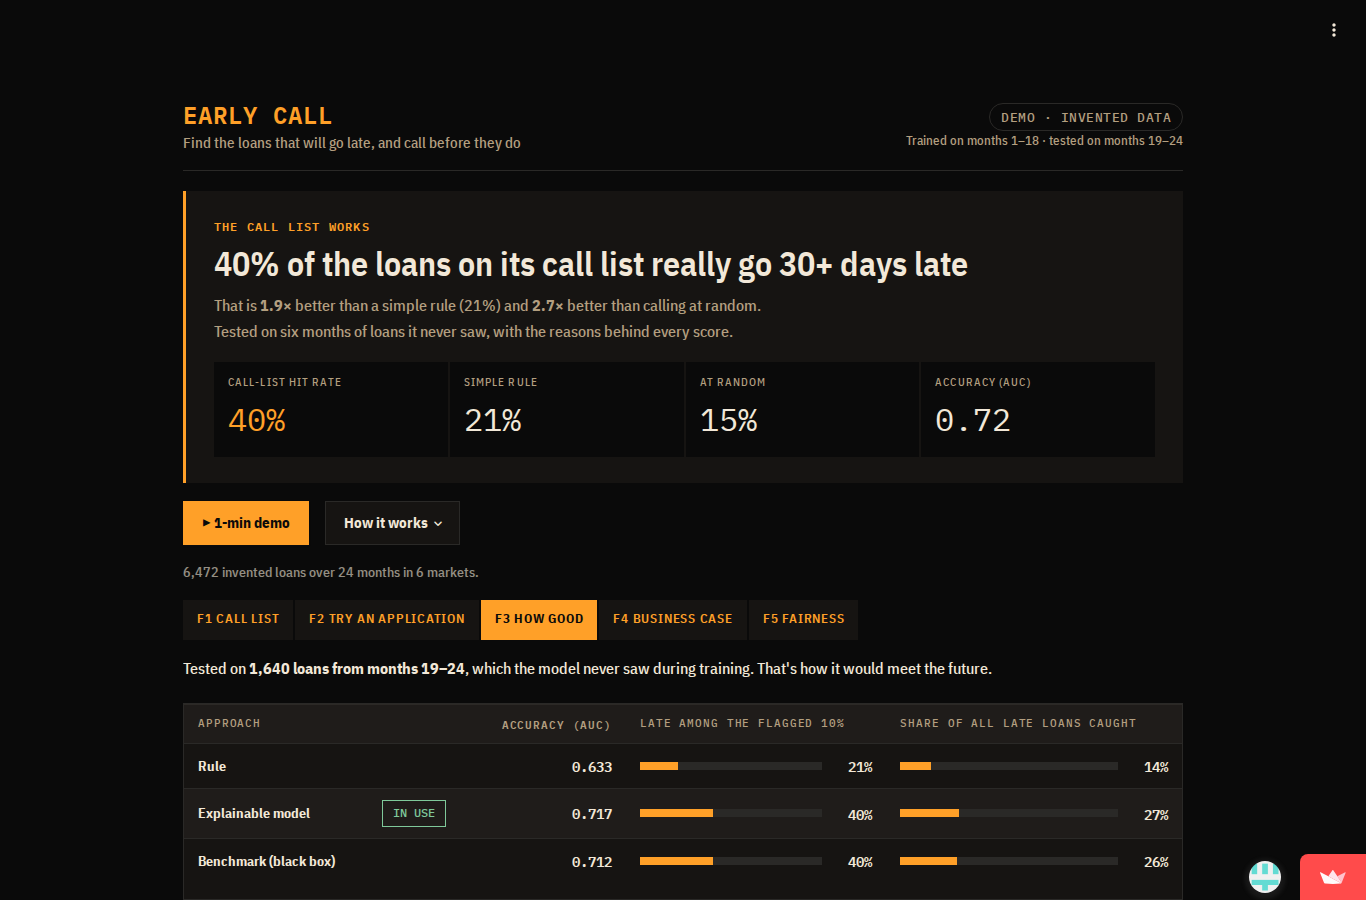 EARLY CALL
DEMO · INVENTED DATA
Find the loans that will go late, and call before they do
Trained on months 1–18 · tested on months 19–24
THE CALL LIST WORKS
40% of the loans on its call list really go 30+ days late
That is 1.9× better than a simple rule (21%) and 2.7× better than calling at random.
Tested on six months of loans it never saw, with the reasons behind every score.
CALL-LIST HIT RATE SIMPLE RULE AT RANDOM ACCURACY (AUC)
40% 21% 15% 0.72
▶ 1-min demo How it works
6,472 invented loans over 24 months in 6 markets.
F1 CALL LIST F2 TRY AN APPLICATION F3 HOW GOOD F4 BUSINESS CASE F5 FAIRNESS
Tested on 1,640 loans from months 19–24, which the model never saw during training. That's how it would meet the future.
APPROACH ACCURACY (AUC) LATE AMONG THE FLAGGED 10% SHARE OF ALL LATE LOANS CAUGHT
Rule 0.633 21% 14%
Explainable model IN USE 0.717 40% 27%
Benchmark (black box) 0.712 40% 26%